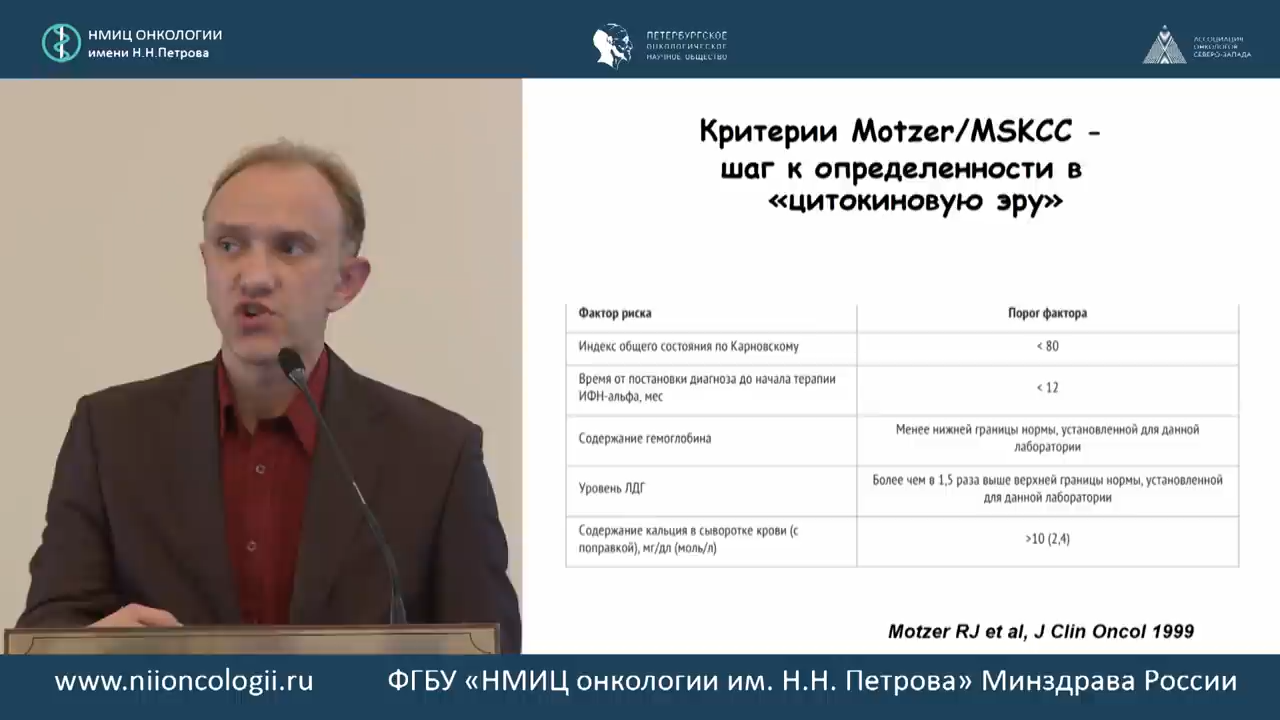 НМИЦ ОНКОЛОГИИ
имени Н.Н.Петрова
ПЕТЕРБУРГСКОЕ
ОНКОЛОГИЧЕСКОЕ
НАУЧНОЕ ОБЩЕСТВО
АССОЦИАЦИЯ
ОНКОЛОГОВ
СЕВЕРО-ЗАПАДА
Критерии Motzer/MSKCC -
шаг к определенности в
«цитокиновую эру»
Фактор риска
Порог фактора
Индекс общего состояния по Карновскому
< 80
Время от постановки диагноза до начала терапии
ИФН-альфа, мес
< 12
Содержание гемоглобина
Менее нижней границы нормы, установленной для данной
лаборатории
Уровень ЛДГ
Более чем в 1,5 раза выше верхней границы нормы, установленной
для данной лаборатории
Содержание кальция в сыворотке крови (с
поправкой), мг/дл (моль/л)
>10 (2,4)
Motzer RJ et al, J Clin Oncol 1999
www.niioncologii.ru
ФГБУ «НМИЦ онкологии им. Н.Н. Петрова» Минздрава России